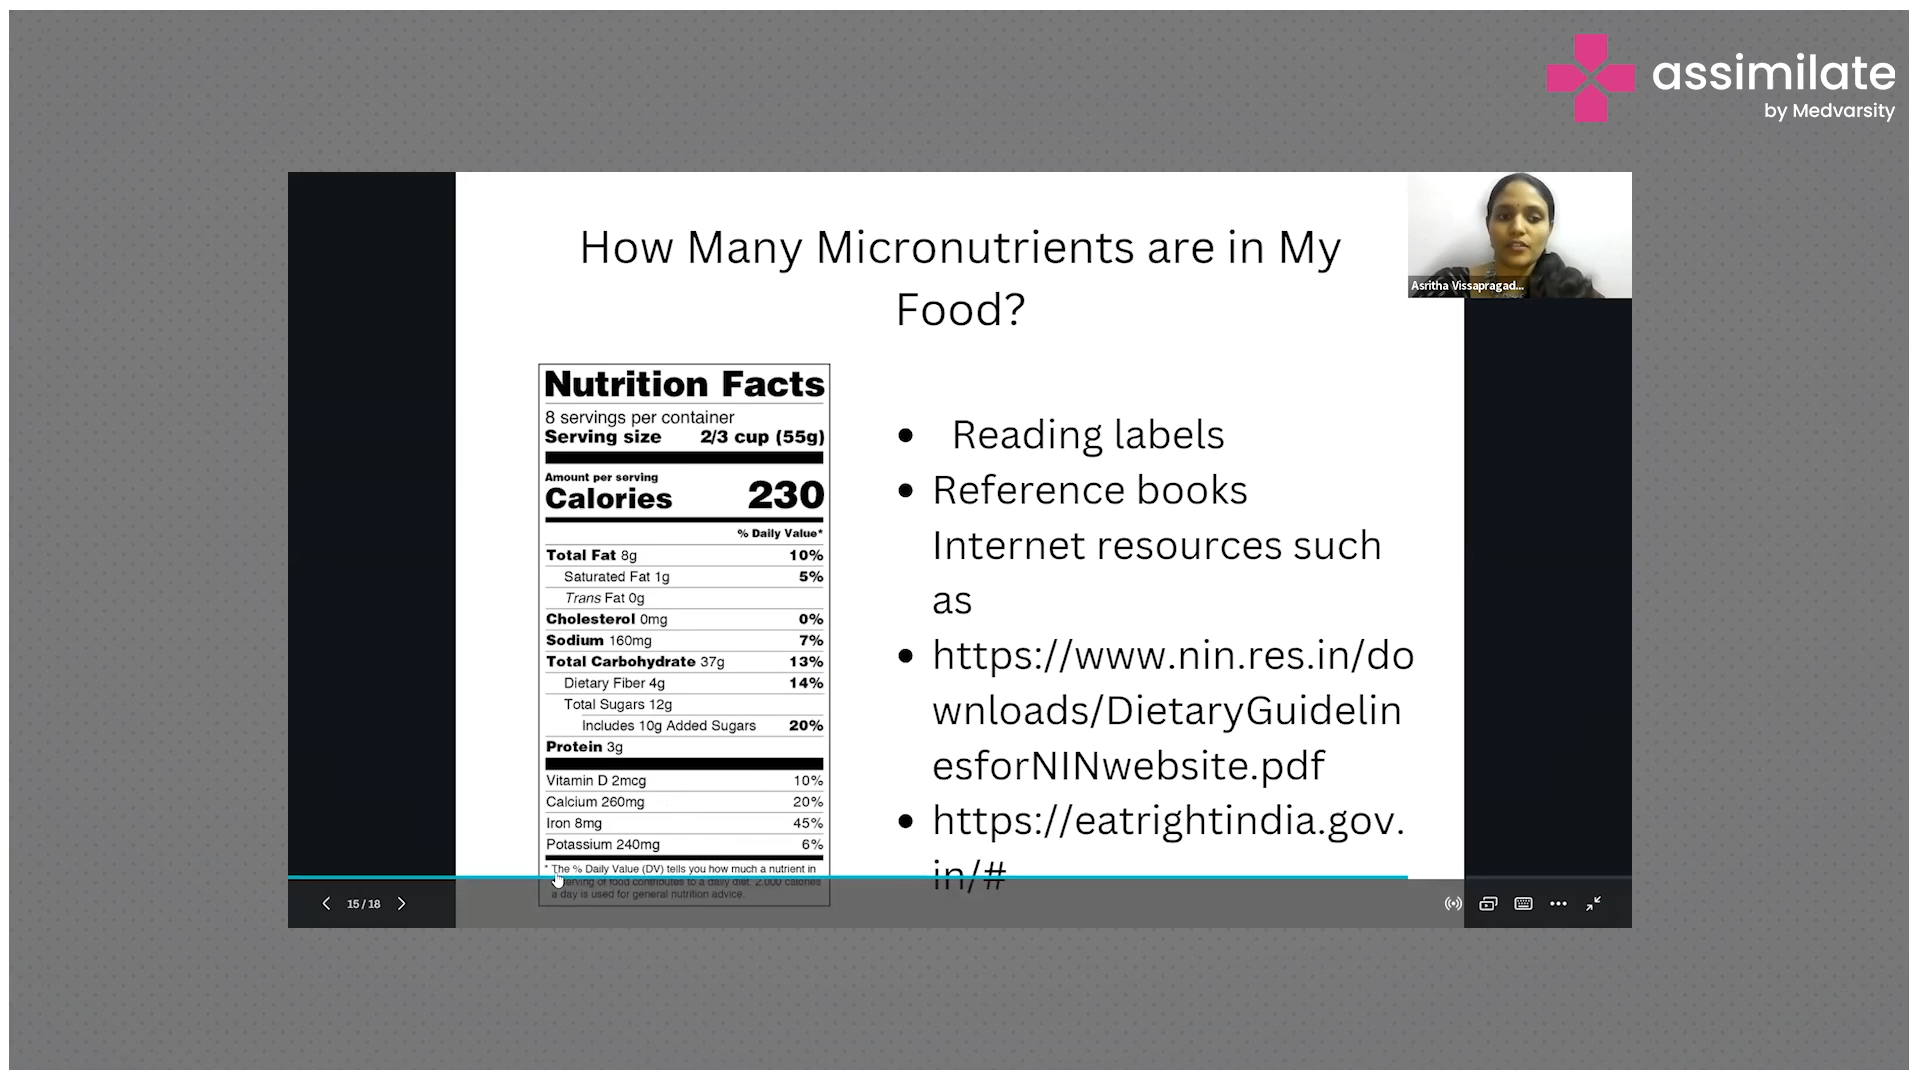 assimilate
by Medvarsity
How Many Micronutrients are in My
Food?
Asritha Vissapragad...
Nutrition Facts
8 servings per container
Serving size 2/3 cup (55g)
Amount per serving
Calories 230
% Daily Value*
Total Fat 8g 10%
Saturated Fat 1g 5%
Trans Fat 0g
Cholesterol 0mg 0%
Sodium 160mg 7%
Total Carbohydrate 37g 13%
Dietary Fiber 4g 14%
Total Sugars 12g
Includes 10g Added Sugars 20%
Protein 3g
Vitamin D 2mcg 10%
Calcium 260mg 20%
Iron 8mg 45%
Potassium 240mg 6%
* The % Daily Value (DV) tells you how much a nutrient in
serving of food contributes to a daily diet. 2,000 calories
a day is used for general nutrition advice.
• Reading labels
• Reference books
Internet resources such
as
• https://www.nin.res.in/do
wnloads/DietaryGuidelin
esforNINwebsite.pdf
• https://eatrightindia.gov.
in/#
15 / 18